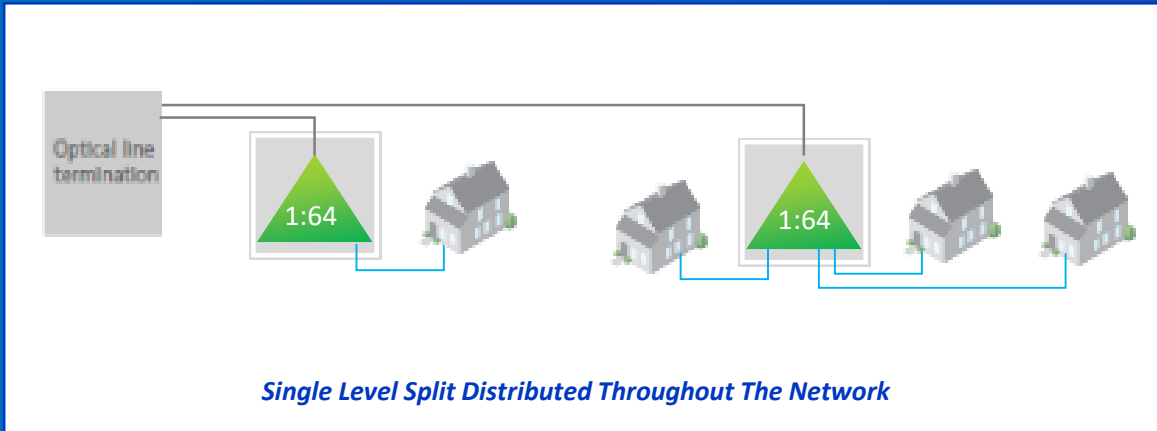 Optical line
termination
1:64
1:64
Single Level Split Distributed Throughout The Network